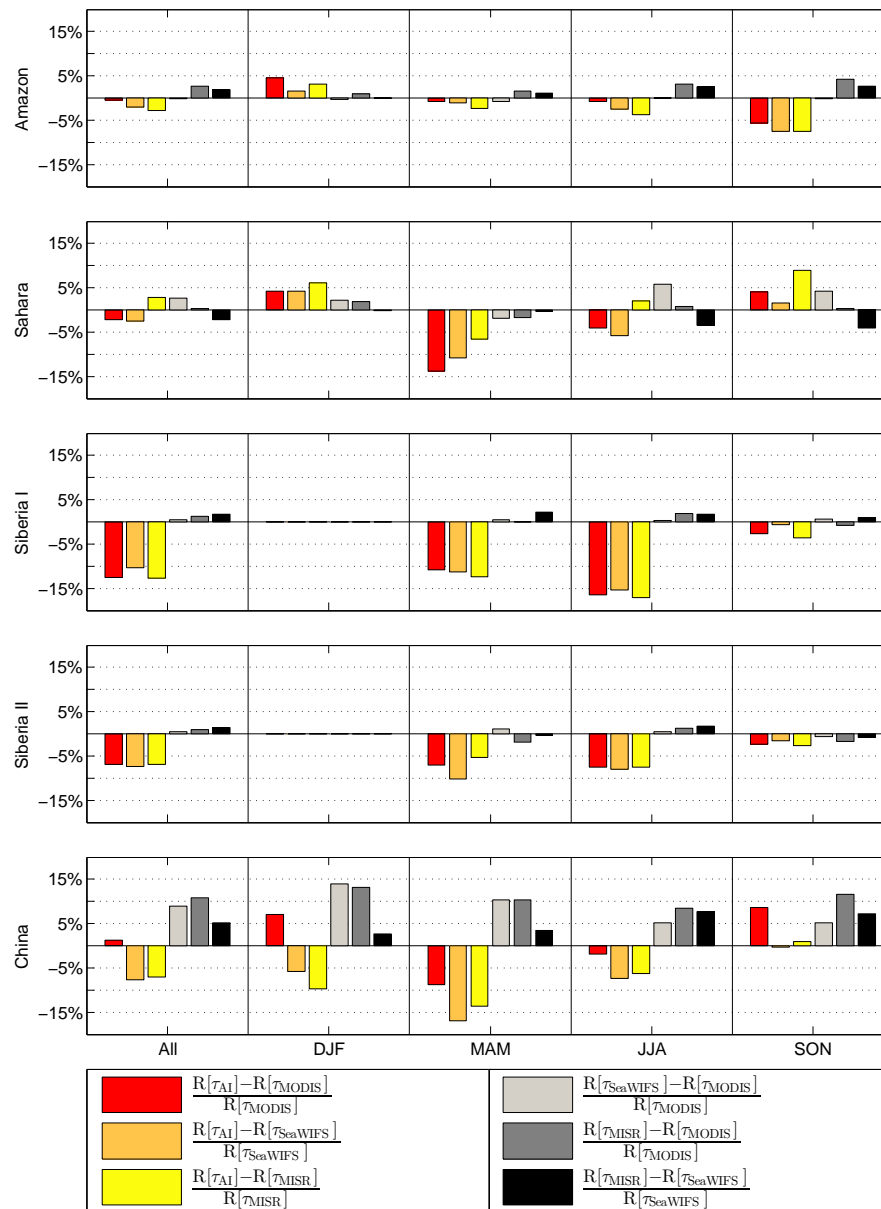 15%
5%
−5%
−15%
Amazon
15%
5%
−5%
−15%
Sahara
15%
5%
−5%
−15%
Siberia I
15%
5%
−5%
−15%
Siberia II
15%
5%
−5%
−15%
China
All DJF MAM JJA SON
R[τAI]−R[τMODIS]
R[τMODIS]
R[τAI]−R[τSeaWIFS]
R[τSeaWIFS]
R[τAI]−R[τMISR]
R[τMISR]
R[τSeaWIFS]−R[τMODIS]
R[τMODIS]
R[τMISR]−R[τMODIS]
R[τMODIS]
R[τMISR]−R[τSeaWIFS]
R[τSeaWIFS]